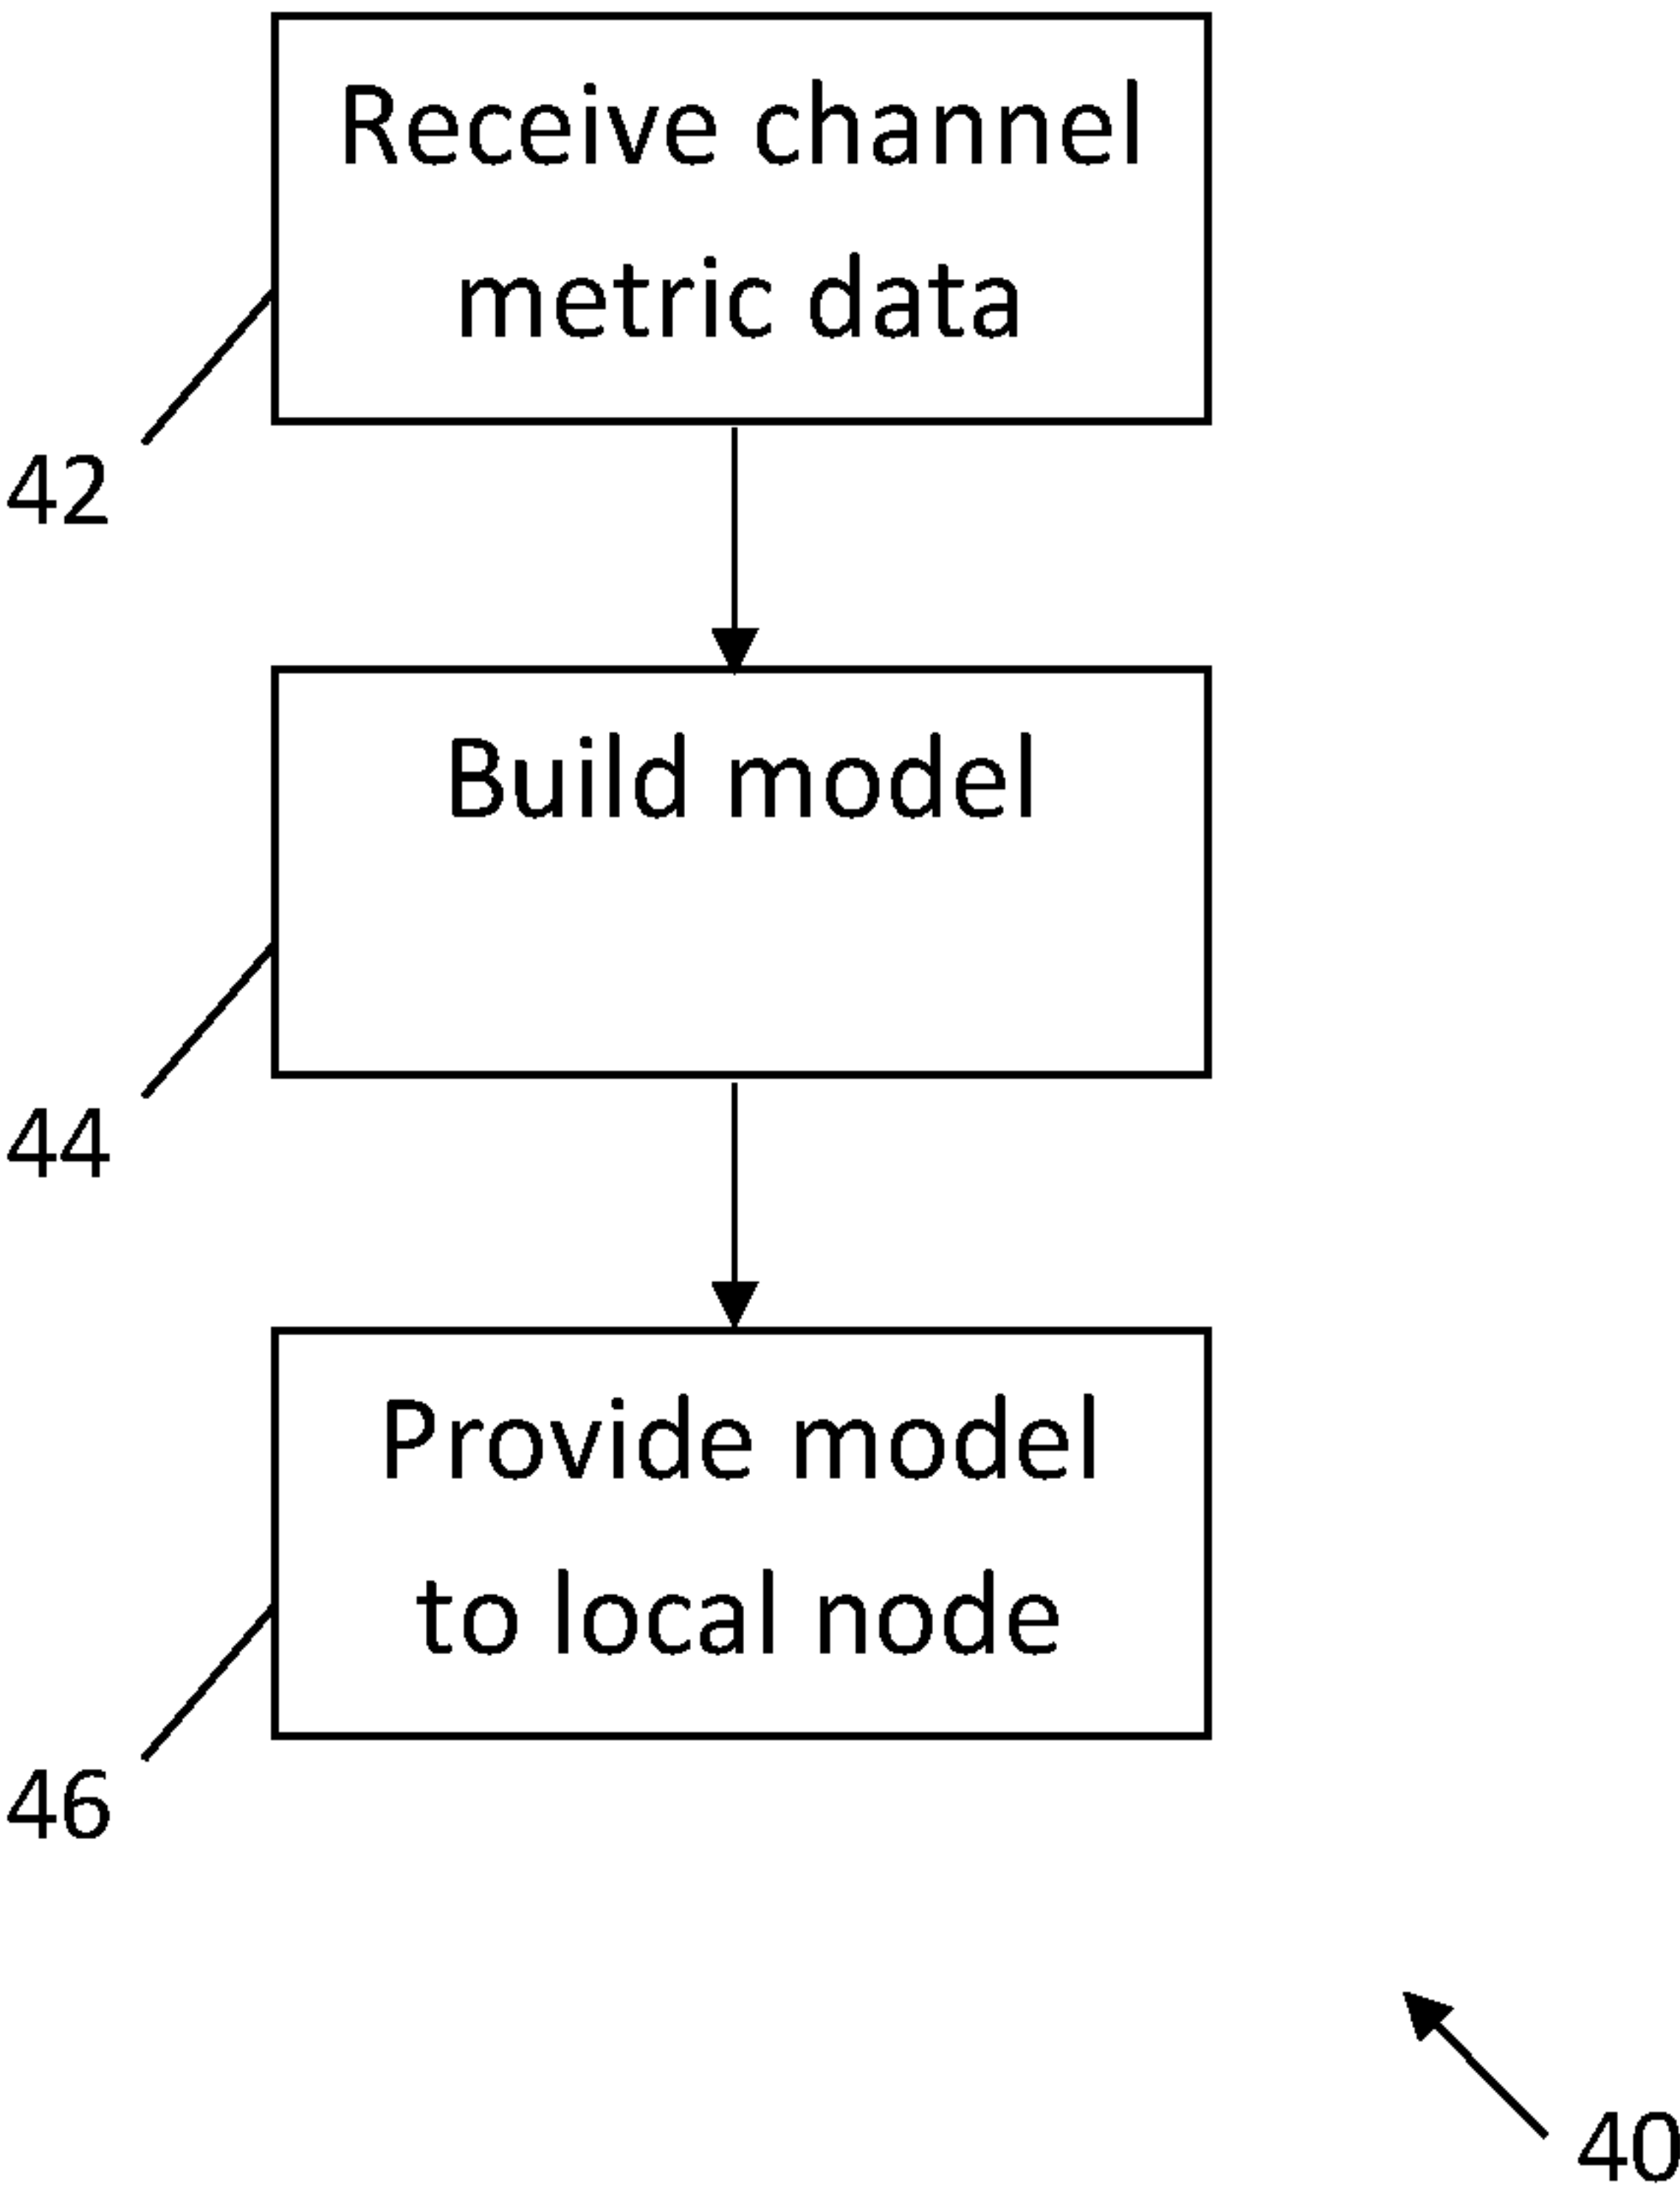 Receive channel
metric data
42
Build model
44
Provide model
to local node
46
40